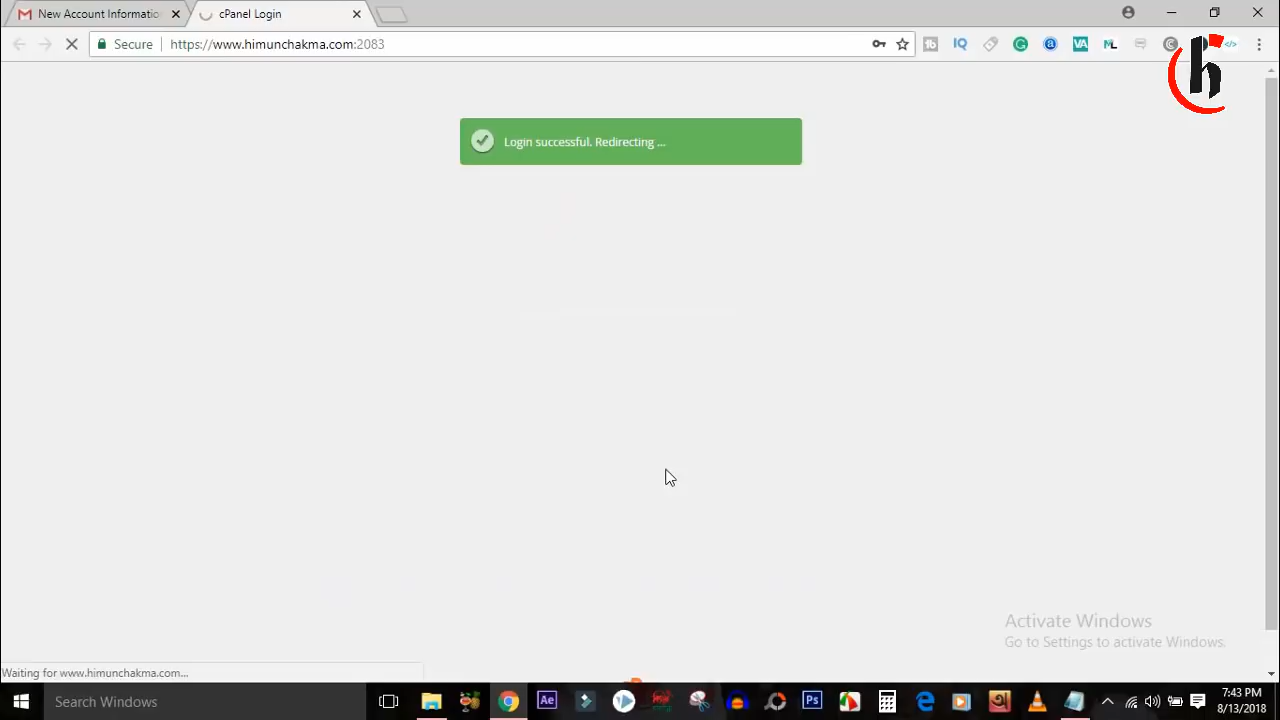 New Account Informatio
cPanel Login
Secure
https://www.himunchakma.com:2083
Login successful. Redirecting ...
Activate Windows
Go to Settings to activate Windows.
Waiting for www.himunchakma.com...
Search Windows
7:43 PM
8/13/2018